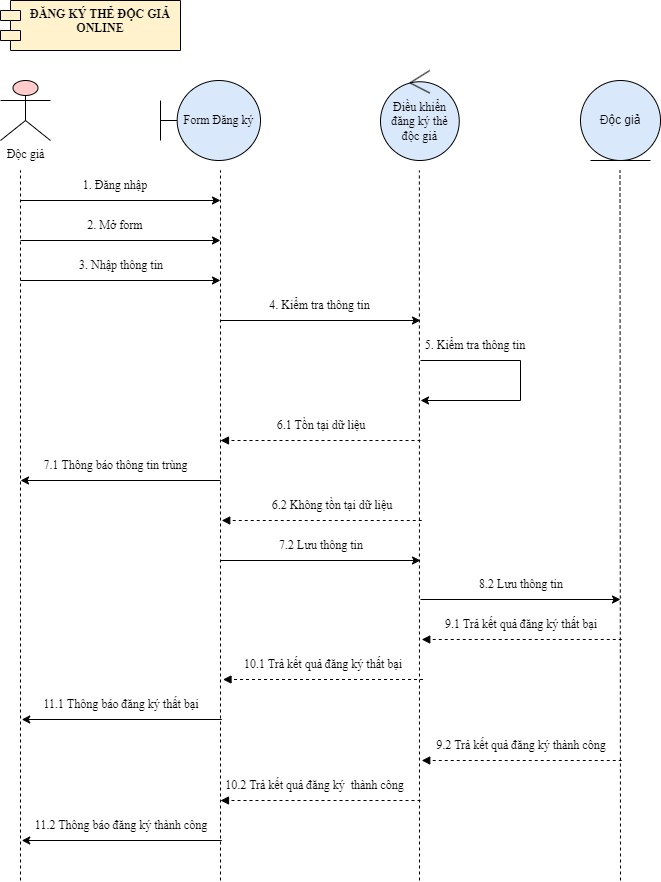 ĐĂNG KÝ THẺ ĐỘC GIẢ
ONLINE
Độc giả
Form Đăng ký
Điều khiển
đăng ký thẻ
độc giả
Độc giả
1. Đăng nhập
2. Mở form
3. Nhập thông tin
4. Kiểm tra thông tin
5. Kiểm tra thông tin
6.1 Tồn tại dữ liệu
7.1 Thông báo thông tin trùng
6.2 Không tồn tại dữ liệu
7.2 Lưu thông tin
8.2 Lưu thông tin
9.1 Trả kết quả đăng ký thất bại
10.1 Trả kết quả đăng ký thất bại
11.1 Thông báo đăng ký thất bại
9.2 Trả kết quả đăng ký thành công
10.2 Trả kết quả đăng ký thành công
11.2 Thông báo đăng ký thành công